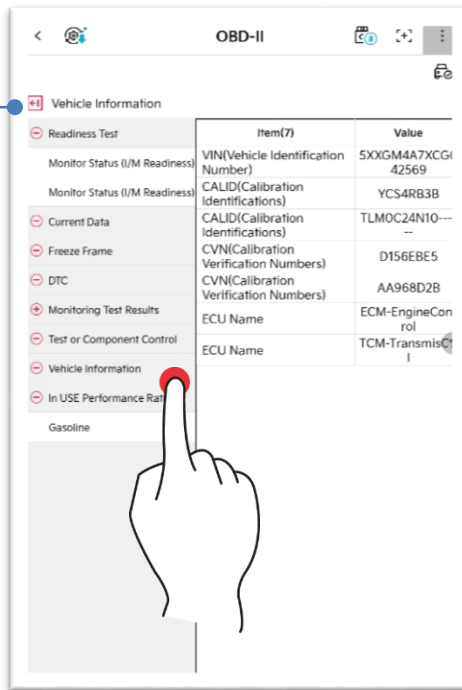 OBD-II
Vehicle Information
Readiness Test
Monitor Status (I/M Readiness)
Monitor Status (I/M Readiness)
Current Data
Freeze Frame
DTC
Monitoring Test Results
Test or Component Control
Vehicle Information
In USE Performance
Gasoline
Item(7) Value
VIN(Vehicle Identification
Number)
5XXGM4A7XCG
42569
CALID(Calibration
Identifications)
YCS4RB3B
CALID(Calibration
Identifications)
TLM0C24N10---
--
CVN(Calibration
Verification Numbers)
D156EBE5
CVN(Calibration
Verification Numbers)
AA968D2B
ECU Name
ECM-EngineCon
rol
ECU Name
TCM-Transmis
l